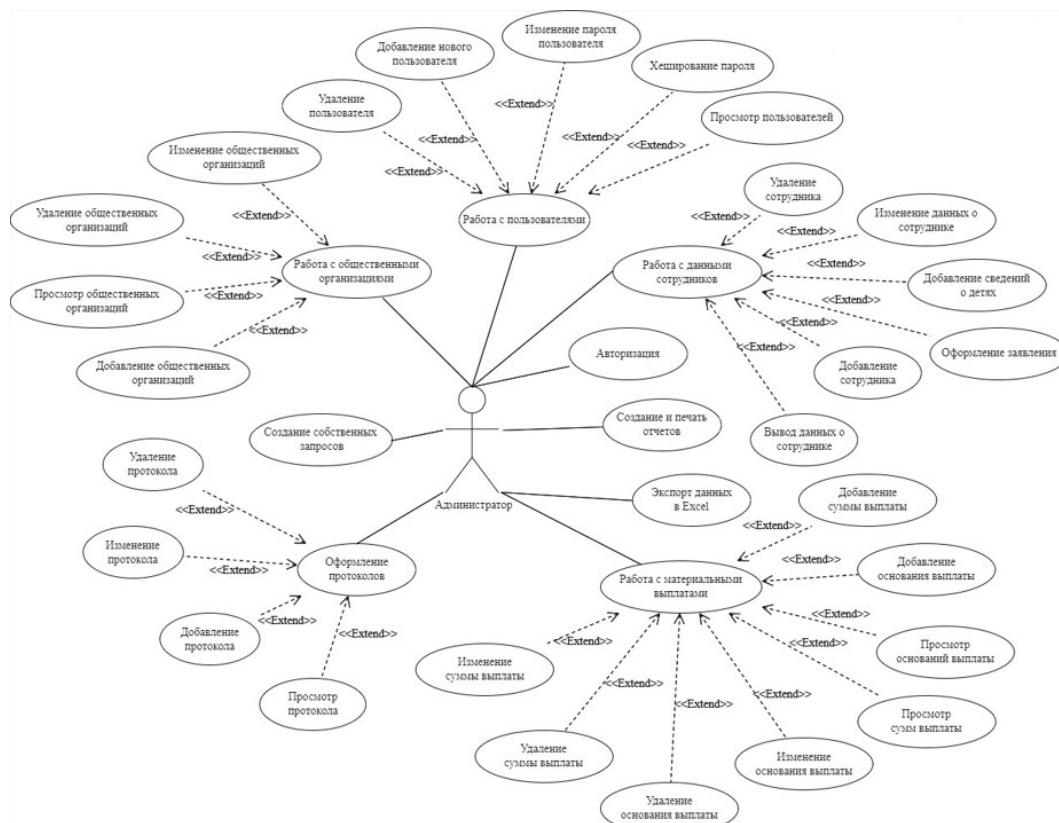 Изменение пароля
пользователя
Добавление нового
пользователя
Хеширование пароля
Удаление
пользователя
Просмотр пользователей
<<Extend>>
<<Extend>>
<<Extend>>
<<Extend>>
<<Extend>>
Работа с пользователями
Изменение общественных
организаций
Удаление общественных
организаций
Просмотр общественных
организаций
Добавление общественных
организаций
<<Extend>>
<<Extend>>
<<Extend>>
<<Extend>>
Работа с общественными
организациями
Удаление
сотрудника
Изменение данных о
сотруднике
Добавление сведений
о детях
Оформление заявления
Добавление
сотрудника
Вывод данных о
сотруднике
<<Extend>>
<<Extend>>
<<Extend>>
<<Extend>>
<<Extend>>
<<Extend>>
Работа с данными
сотрудников
Авторизация
Создание собственных
запросов
Создание и печать
отчетов
Администратор
Экспорт данных
в Excel
Удаление
протокола
Изменение
протокола
Добавление
протокола
Просмотр
протокола
<<Extend>>
<<Extend>>
<<Extend>>
<<Extend>>
Оформление
протоколов
Работа с материальными
выплатами
Добавление
суммы выплаты
<<Extend>>
Добавление
основания выплаты
<<Extend>>
Просмотр
оснований выплаты
<<Extend>>
Просмотр
сумм выплаты
<<Extend>>
Изменение
суммы выплаты
<<Extend>>
Удаление
суммы выплаты
<<Extend>>
Удаление
основания выплаты
<<Extend>>
Изменение
основания выплаты
<<Extend>>